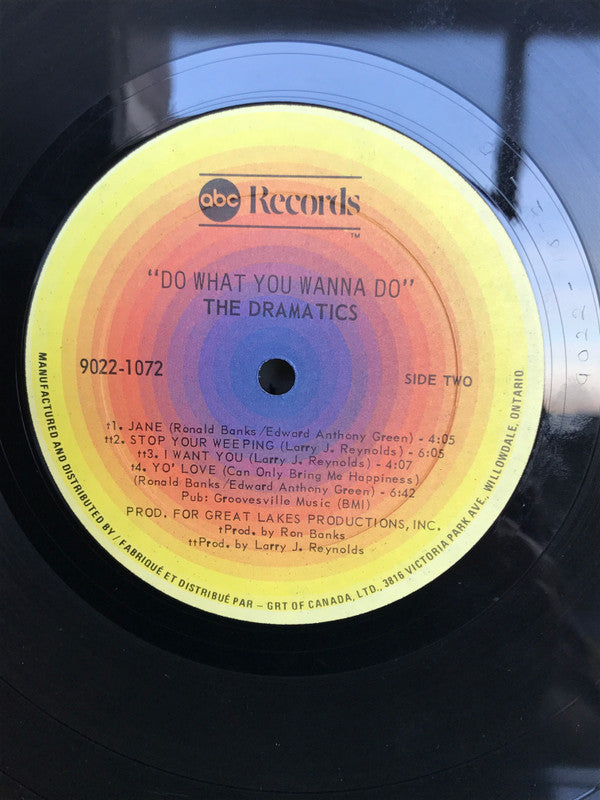 abc Records
TM
"DO WHAT YOU WANNA DO"
THE DRAMATICS
9022-1072
SIDE TWO
†1. JANE (Ronald Banks/Edward Anthony Green) - 4:05
††2. STOP YOUR WEEPING (Larry J. Reynolds) - 6:05
††3. I WANT YOU (Larry J. Reynolds) - 4:07
†4. YO' LOVE (Can Only Bring Me Happiness)
(Ronald Banks/Edward Anthony Green) - 6:42
Pub: Groovesville Music (BMI)
PROD. FOR GREAT LAKES PRODUCTIONS, INC.
†Prod. by Ron Banks
††Prod. by Larry J. Reynolds
MANUFACTURED AND DISTRIBUTED BY / FABRIQUÉ ET DISTRIBUÉ PAR – GRT OF CANADA, LTD., 3816 VICTORIA PARK AVE., WILLOWDALE, ONTARIO